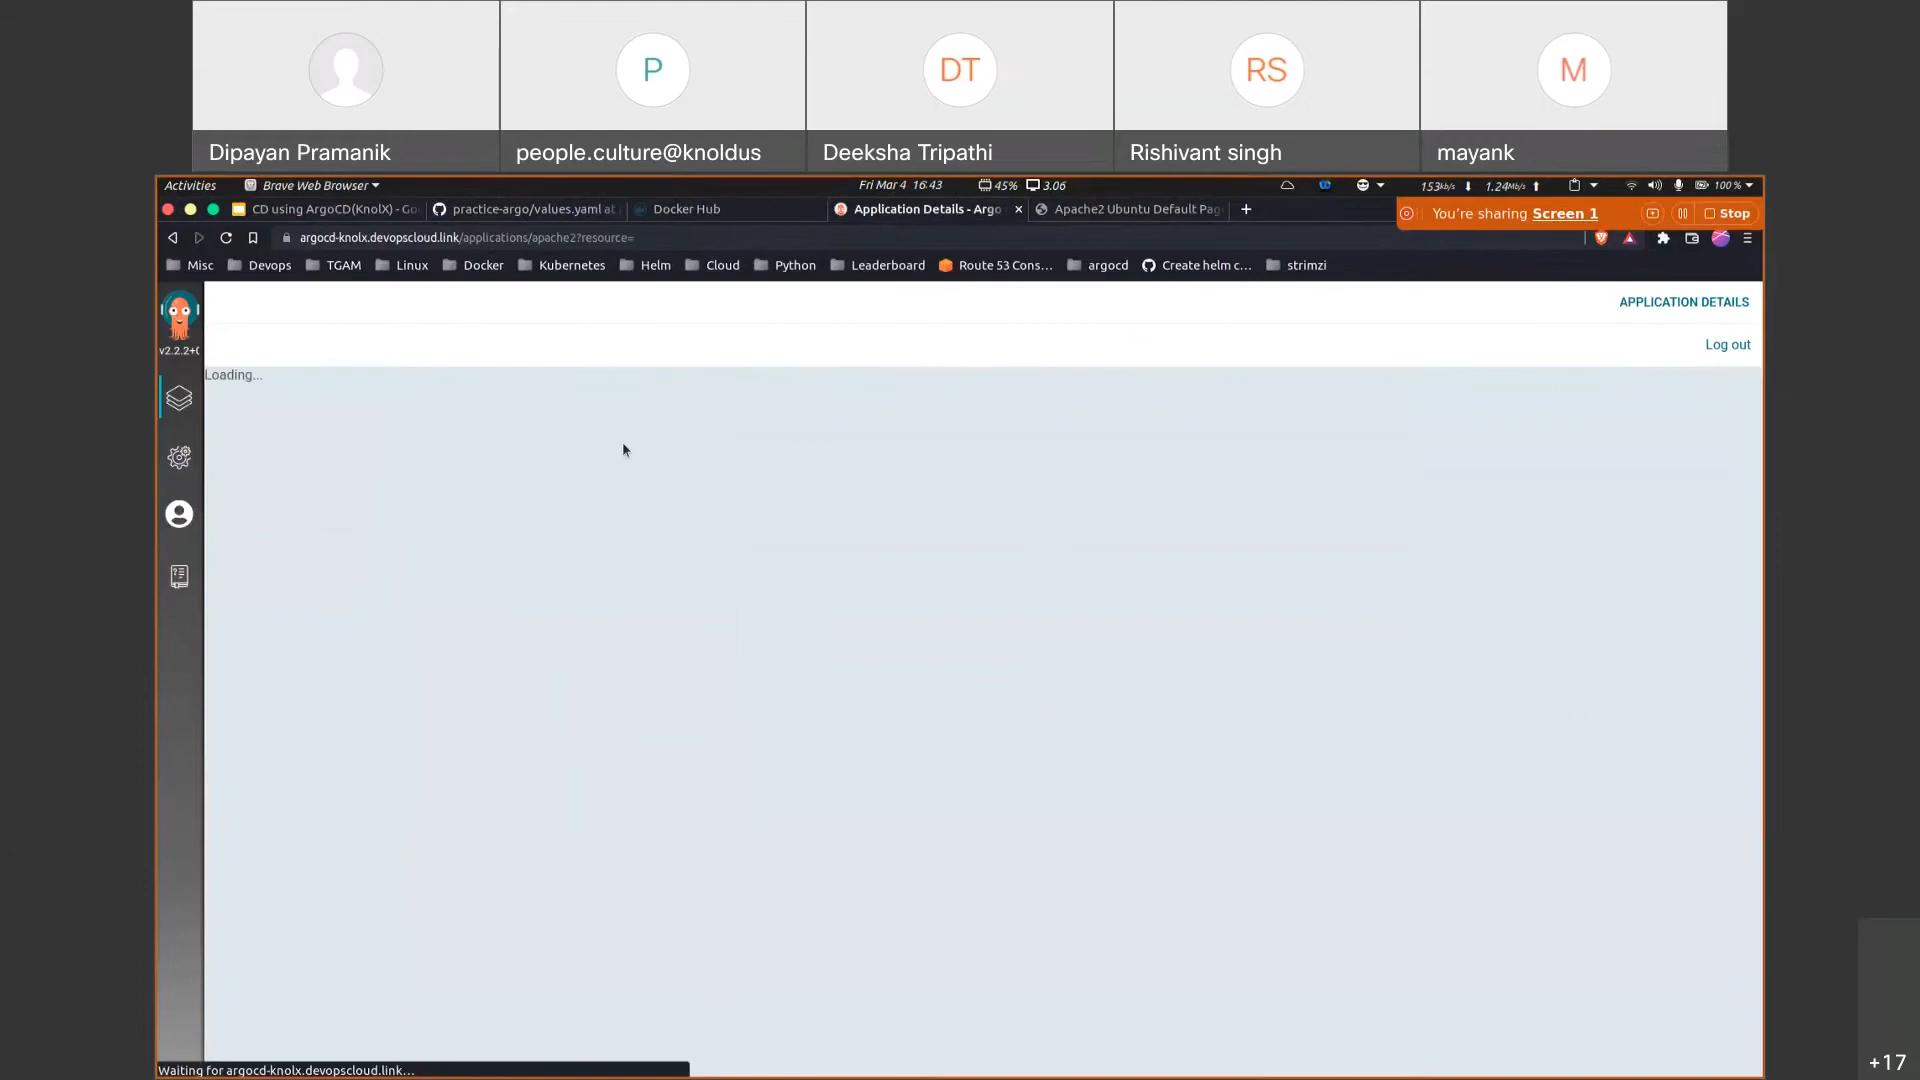 P
DT
RS
M
Dipayan Pramanik
people.culture@knoldus
Deeksha Tripathi
Rishivant singh
mayank
Activities
Brave Web Browser
Fri Mar 4 16:43
45%
3.06
153kb/s
1.24Mb/s
100 %
CD using ArgoCD(KnolX) - Go
practice-argo/values.yaml at
Docker Hub
Application Details - Argo
Apache2 Ubuntu Default Pag
You're sharing Screen 1
Stop
argocd-knolx.devopscloud.link/applications/apache2?resource=
Misc
Devops
TGAM
Linux
Docker
Kubernetes
Helm
Cloud
Python
Leaderboard
Route 53 Cons...
argocd
Create helm c...
strimzi
APPLICATION DETAILS
v2.2.2+0
Log out
Loading...
Waiting for argocd-knolx.devopscloud.link...
+17